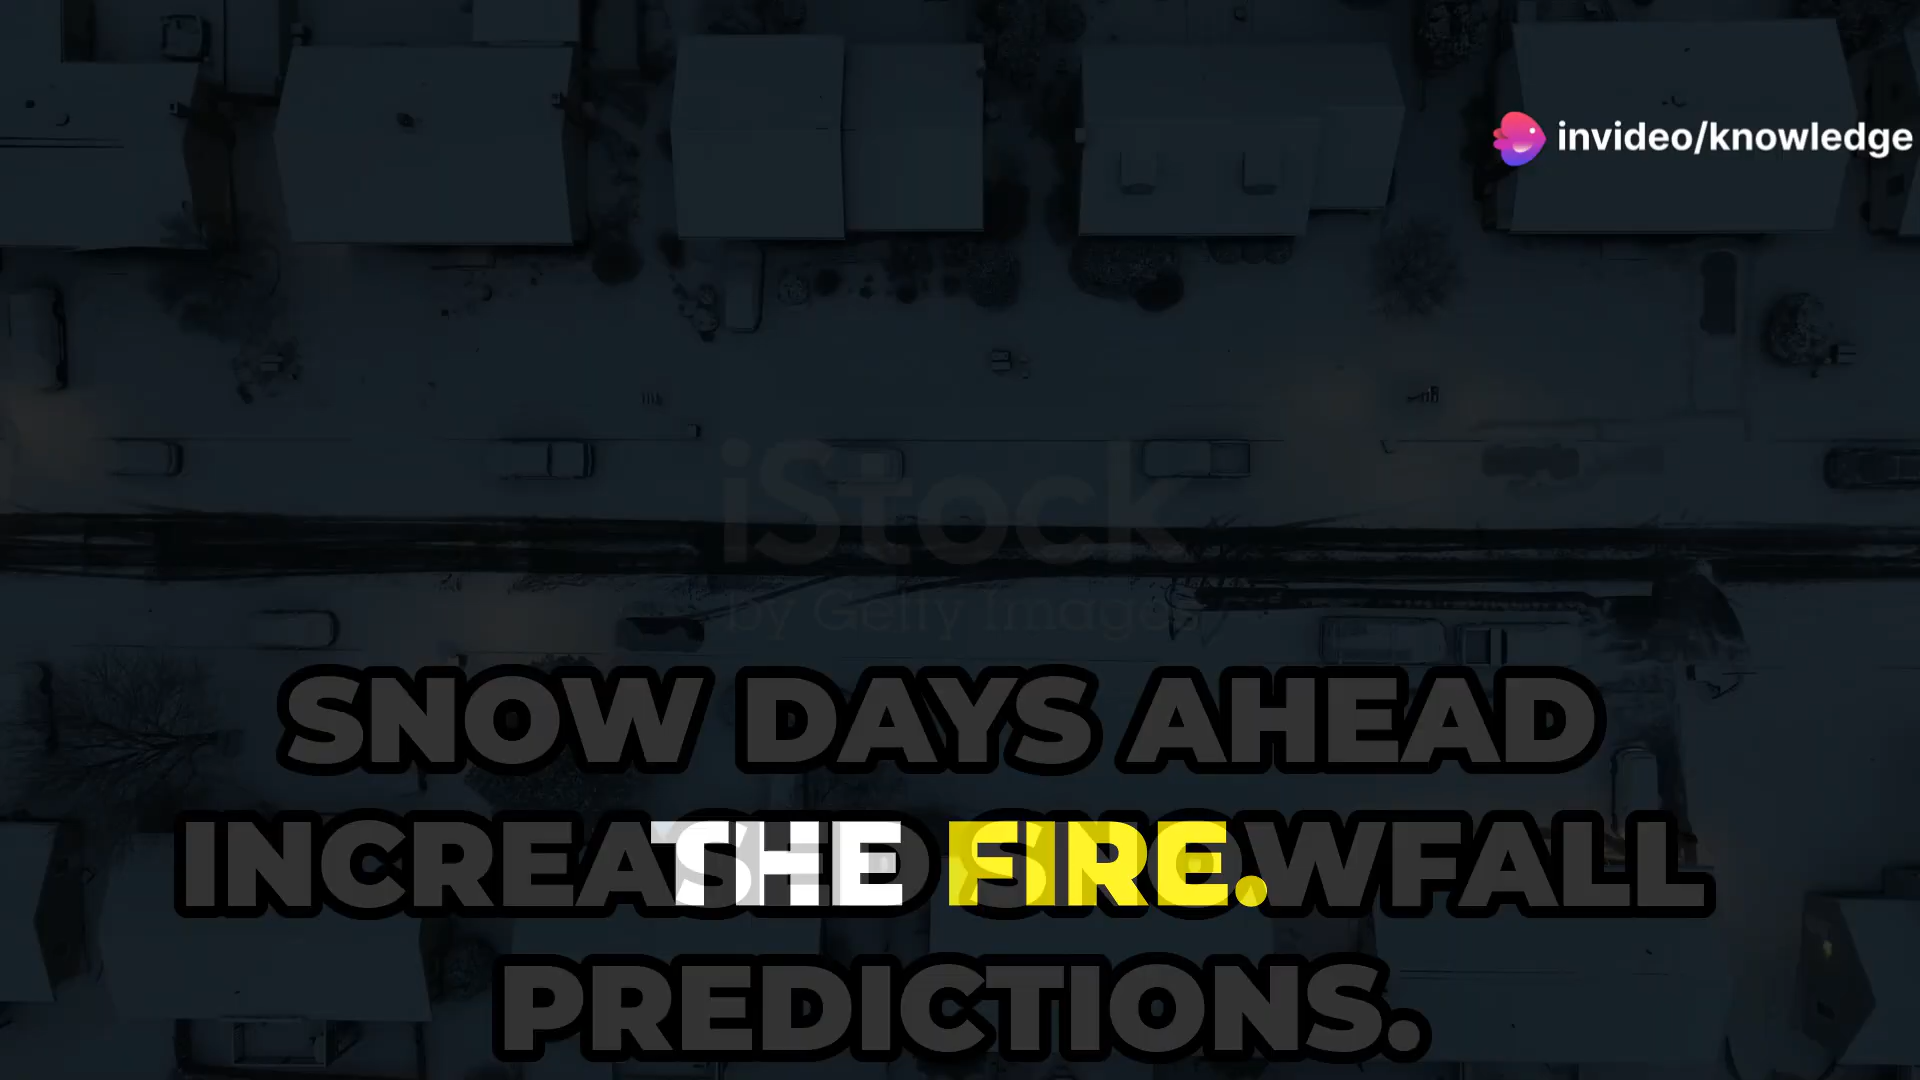 invideo/knowledge
iStock
by Getty Images
SNOW DAYS AHEAD
INCREASED SNOWFALL
THE FIRE.
PREDICTIONS.